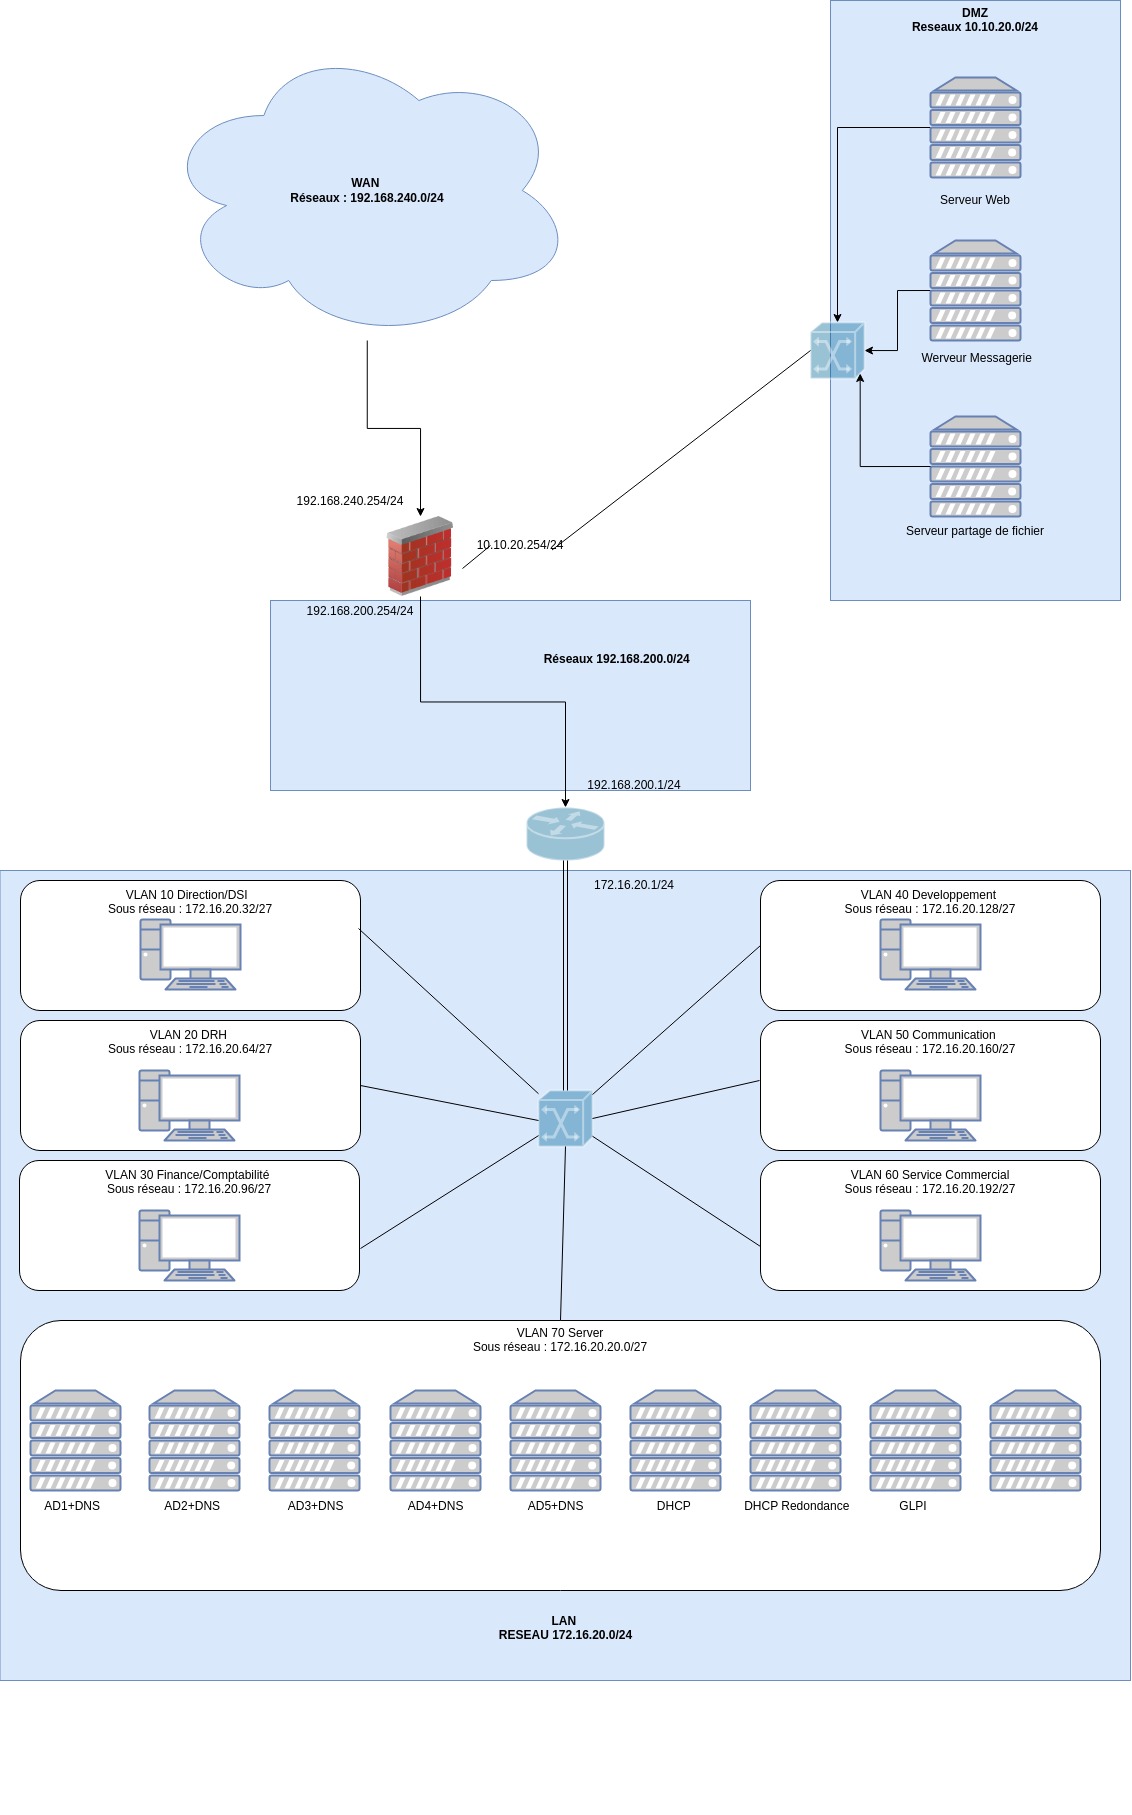 DMZ
Reseaux 10.10.20.0/24
WAN
Réseaux : 192.168.240.0/24
Serveur Web
Werveur Messagerie
Serveur partage de fichier
192.168.240.254/24
10.10.20.254/24
192.168.200.254/24
Réseaux 192.168.200.0/24
192.168.200.1/24
172.16.20.1/24
VLAN 10 Direction/DSI
Sous réseau : 172.16.20.32/27
VLAN 40 Developpement
Sous réseau : 172.16.20.128/27
VLAN 20 DRH
Sous réseau : 172.16.20.64/27
VLAN 50 Communication
Sous réseau : 172.16.20.160/27
VLAN 30 Finance/Comptabilité
Sous réseau : 172.16.20.96/27
VLAN 60 Service Commercial
Sous réseau : 172.16.20.192/27
VLAN 70 Server
Sous réseau : 172.16.20.20.0/27
AD1+DNS
AD2+DNS
AD3+DNS
AD4+DNS
AD5+DNS
DHCP
DHCP Redondance
GLPI
LAN
RESEAU 172.16.20.0/24